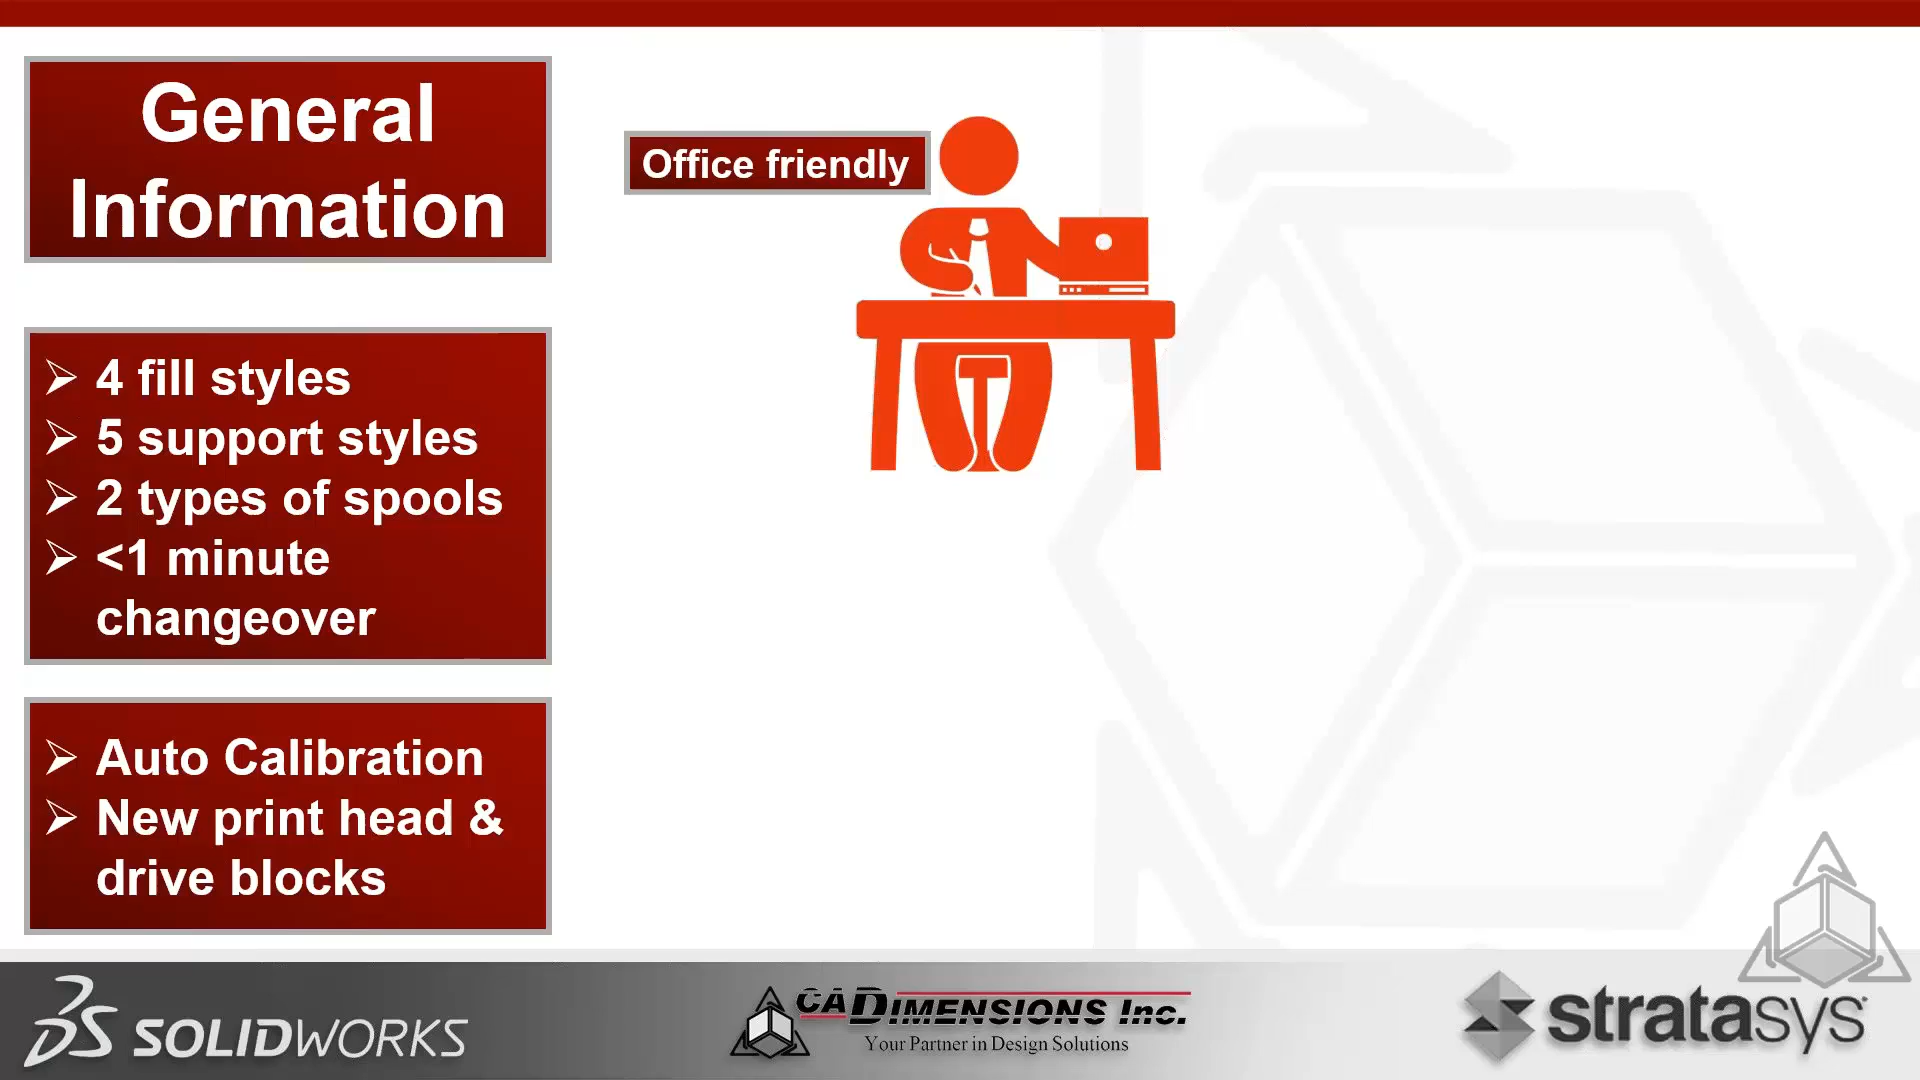 General
Information
Office friendly
➢ 4 fill styles
➢ 5 support styles
➢ 2 types of spools
➢ <1 minute
changeover
➢ Auto Calibration
➢ New print head &
drive blocks
SOLIDWORKS
CADIMENSIONS Inc.
Your Partner in Design Solutions
stratasys